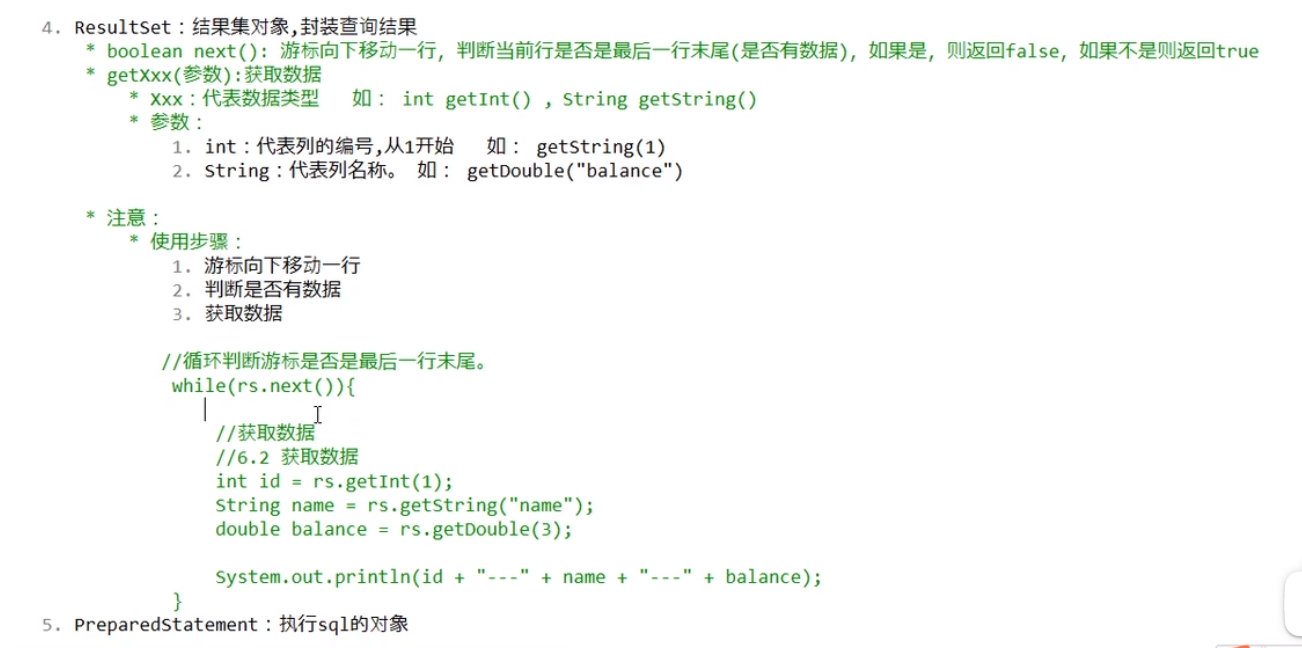 4. ResultSet：结果集对象,封装查询结果
* boolean next(): 游标向下移动一行，判断当前行是否是最后一行末尾(是否有数据)，如果是，则返回false，如果不是则返回true
* getXxx(参数):获取数据
* Xxx：代表数据类型 如： int getInt() , String getString()
* 参数：
1. int：代表列的编号,从1开始 如： getString(1)
2. String：代表列名称。 如： getDouble("balance")
* 注意：
* 使用步骤：
1. 游标向下移动一行
2. 判断是否有数据
3. 获取数据
//循环判断游标是否是最后一行末尾。
while(rs.next()){
//获取数据
//6.2 获取数据
int id = rs.getInt(1);
String name = rs.getString("name");
double balance = rs.getDouble(3);
System.out.println(id + "---" + name + "---" + balance);
}
5. PreparedStatement：执行sql的对象